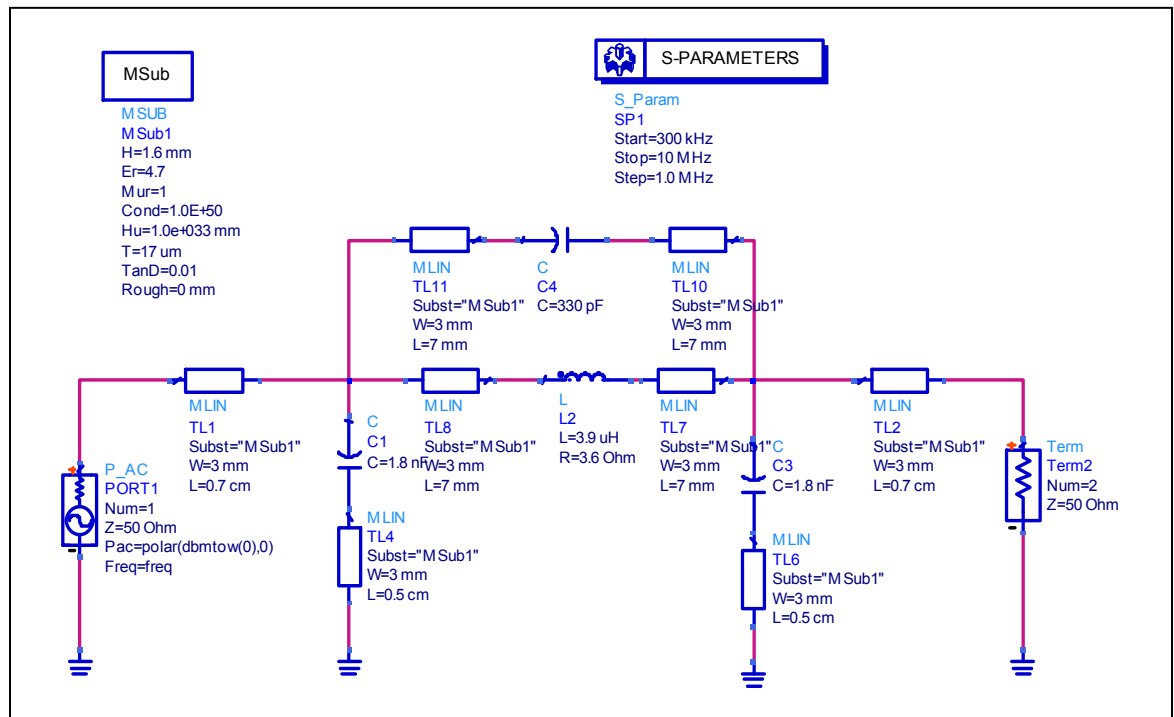 MSub
MSUB
MSub1
H=1.6 mm
Er=4.7
Mur=1
Cond=1.0E+50
Hu=1.0e+033 mm
T=17 um
TanD=0.01
Rough=0 mm
S-PARAMETERS
S_Param
SP1
Start=300 kHz
Stop=10 MHz
Step=1.0 MHz
MLIN
TL11
Subst="MSub1"
W=3 mm
L=7 mm
C
C4
C=330 pF
MLIN
TL10
Subst="MSub1"
W=3 mm
L=7 mm
MLIN
TL1
Subst="MSub1"
W=3 mm
L=0.7 cm
C
C1
C=1.8 nF
MLIN
TL8
Subst="MSub1"
W=3 mm
L=7 mm
L
L2
L=3.9 uH
R=3.6 Ohm
MLIN
TL7
Subst="MSub1"
W=3 mm
L=7 mm
C
C3
C=1.8 nF
MLIN
TL2
Subst="MSub1"
W=3 mm
L=0.7 cm
P_AC
PORT1
Num=1
Z=50 Ohm
Pac=polar(dbmtow(0),0)
Freq=freq
MLIN
TL4
Subst="MSub1"
W=3 mm
L=0.5 cm
MLIN
TL6
Subst="MSub1"
W=3 mm
L=0.5 cm
Term
Term2
Num=2
Z=50 Ohm